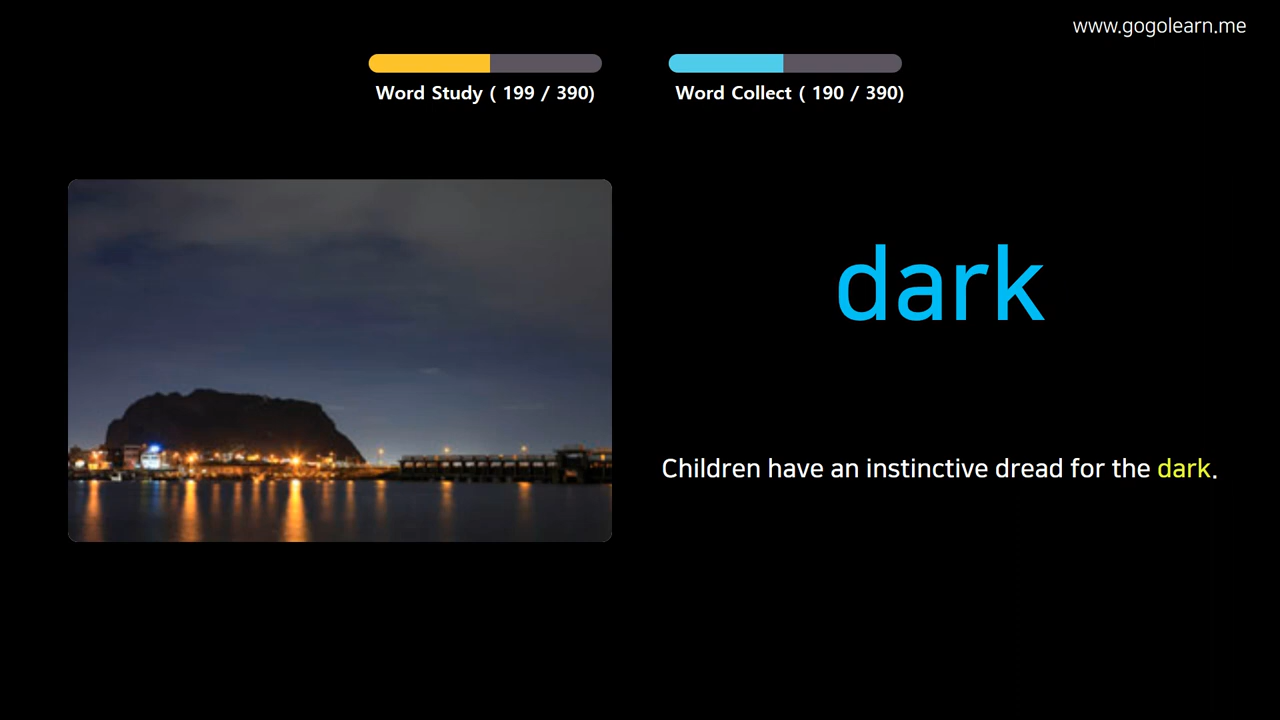 www.gogolearn.me
Word Study ( 199 / 390)
Word Collect ( 190 / 390)
dark
Children have an instinctive dread for the dark.